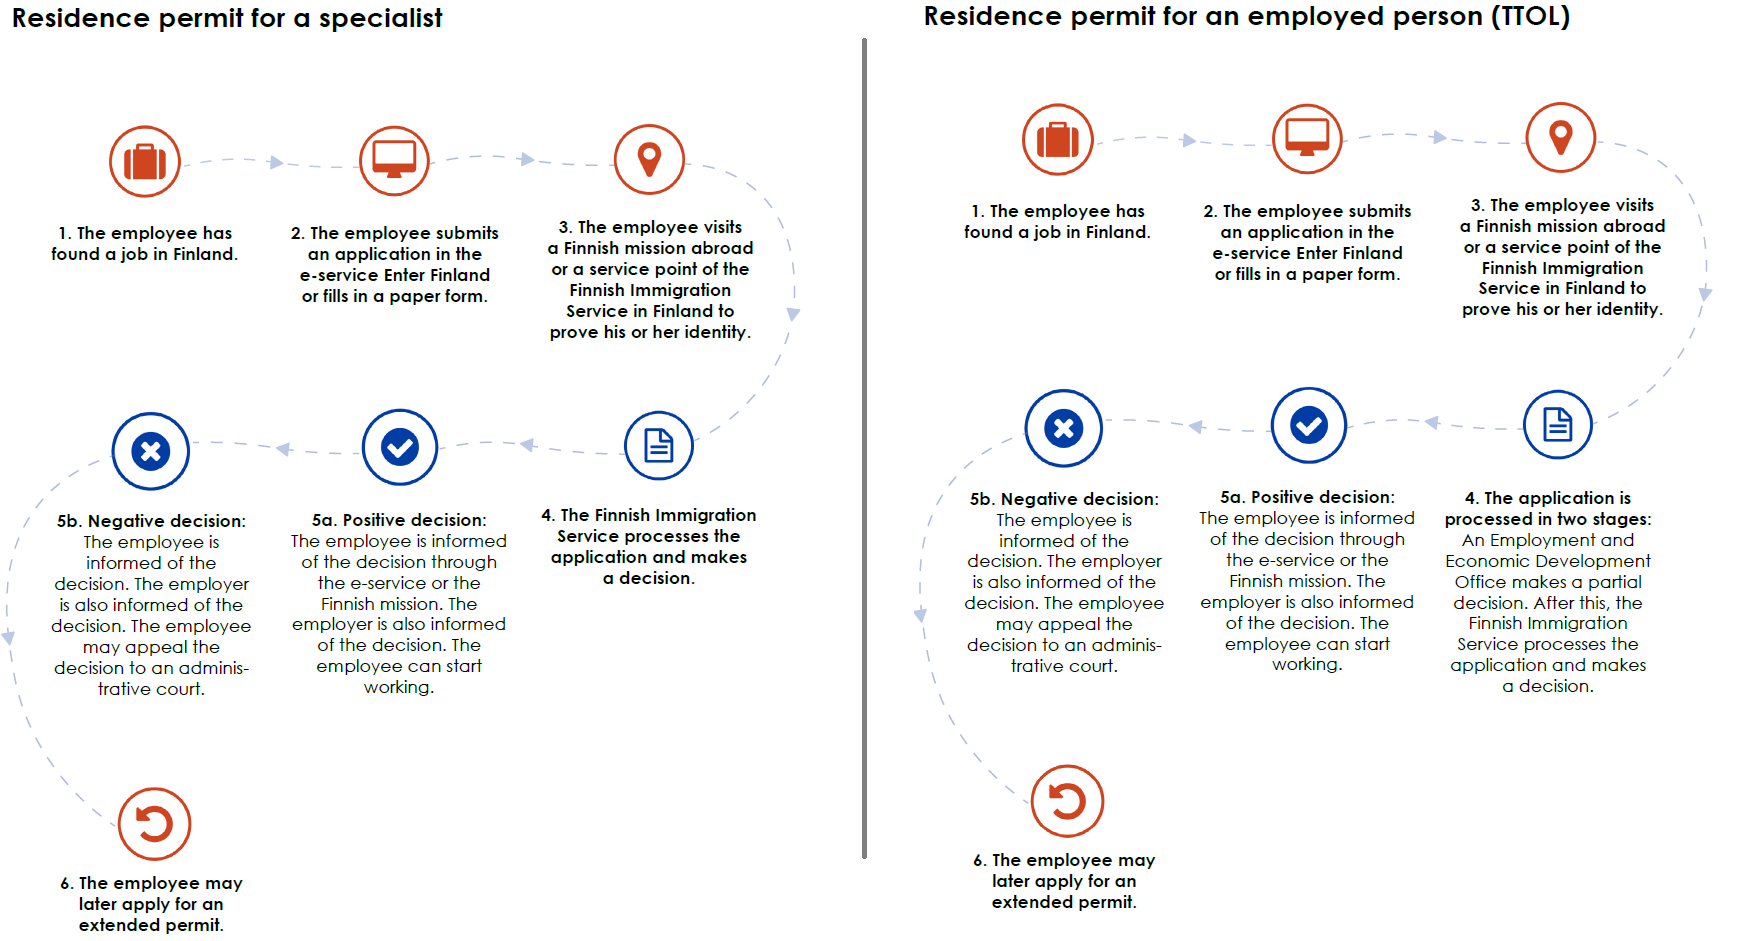 Residence permit for a specialist
1. The employee has
found a job in Finland.
2. The employee submits
an application in the
e-service Enter Finland
or fills in a paper form.
3. The employee visits
a Finnish mission abroad
or a service point of the
Finnish Immigration
Service in Finland to
prove his or her identity.
4. The Finnish Immigration
Service processes the
application and makes
a decision.
5a. Positive decision:
The employee is informed
of the decision through
the e-service or the
Finnish mission. The
employer is also informed
of the decision. The
employee can start
working.
5b. Negative decision:
The employee is
informed of the
decision. The employer
is also informed of the
decision. The employee
may appeal the
decision to an adminis-
trative court.
6. The employee may
later apply for an
extended permit.
Residence permit for an employed person (TTOL)
1. The employee has
found a job in Finland.
2. The employee submits
an application in the
e-service Enter Finland
or fills in a paper form.
3. The employee visits
a Finnish mission abroad
or a service point of the
Finnish Immigration
Service in Finland to
prove his or her identity.
4. The application is
processed in two stages:
An Employment and
Economic Development
Office makes a partial
decision. After this, the
Finnish Immigration
Service processes the
application and makes
a decision.
5a. Positive decision:
The employee is informed
of the decision through
the e-service or the
Finnish mission. The
employer is also informed
of the decision. The
employee can start
working.
5b. Negative decision:
The employee is
informed of the
decision. The employer
is also informed of the
decision. The employee
may appeal the
decision to an adminis-
trative court.
6. The employee may
later apply for an
extended permit.